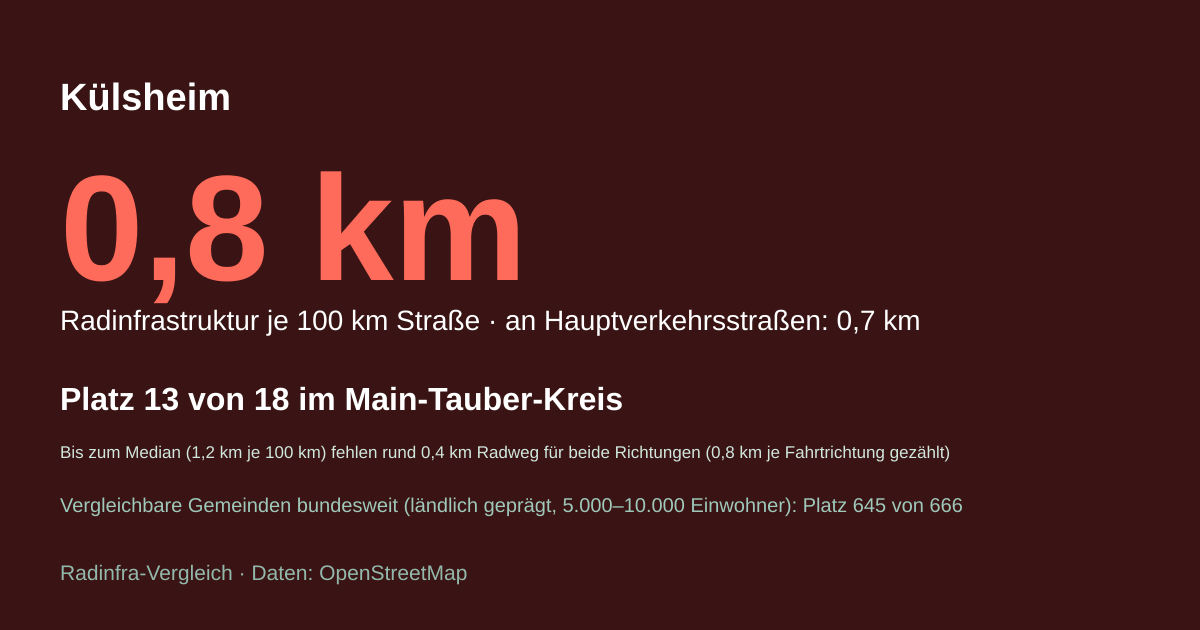 Külsheim
0,8 km
Radinfrastruktur je 100 km Straße · an Hauptverkehrsstraßen: 0,7 km
Platz 13 von 18 im Main-Tauber-Kreis
Bis zum Median (1,2 km je 100 km) fehlen rund 0,4 km Radweg für beide Richtungen (0,8 km je Fahrtrichtung gezählt)
Vergleichbare Gemeinden bundesweit (ländlich geprägt, 5.000–10.000 Einwohner): Platz 645 von 666
Radinfra-Vergleich · Daten: OpenStreetMap